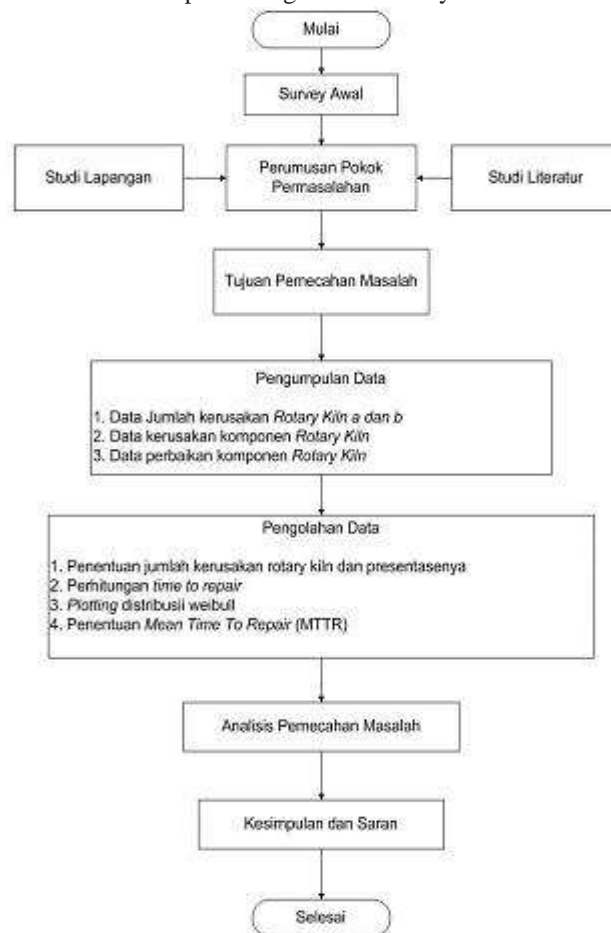 Mulai
Survey Awal
Studi Lapangan
Perumusan Pokok
Permasalahan
Studi Literatur
Tujuan Pemecahan Masalah
Pengumpulan Data
1. Data Jumlah kerusakan Rotary Kiln a dan b
2. Data kerusakan komponen Rotary Kiln
3. Data perbaikan komponen Rotary Kiln
Pengolahan Data
1. Penentuan jumlah kerusakan rotary kiln dan presentasenya
2. Perhitungan time to repair
3. Plotting distribusii weibull
4. Penentuan Mean Time To Repair (MTTR)
Analisis Pemecahan Masalah
Kesimpulan dan Saran
Selesai